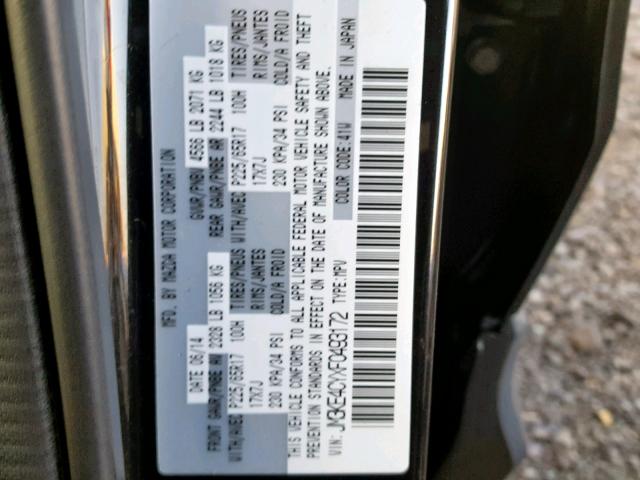 MFD. BY MAZDA MOTOR CORPORATION
DATE 06/14 GVWR/PNBV 4566 LB 2071 KG
FRONT GAWR/PNBE AV 2328 LB 1056 KG REAR GAWR/PNBE AR 2244 LB 1018 KG
WITH/AVEC TIRES/PNEUS WITH/AVEC TIRES/PNEUS
P225/65R17 100H RIMS/JANTES P225/65R17 100H RIMS/JANTES
17X7J COLD/A FROID 17X7J COLD/A FROID
230 KPA/34 PSI 230 KPA/34 PSI
THIS VEHICLE CONFORMS TO ALL APPLICABLE FEDERAL MOTOR VEHICLE SAFETY AND THEFT
PREVENTION STANDARDS IN EFFECT ON THE DATE OF MANUFACTURE SHOWN ABOVE.
VIN: JM3KE4CYXF0493172 TYPE:MPV COLOR CODE:41W MADE IN JAPAN